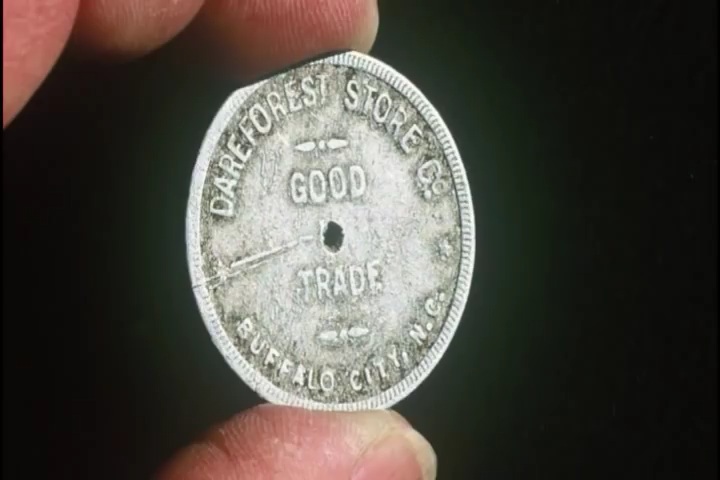 DAREFOREST STORE Co.
GOOD
TRADE
BUFFALO CITY, N.C.